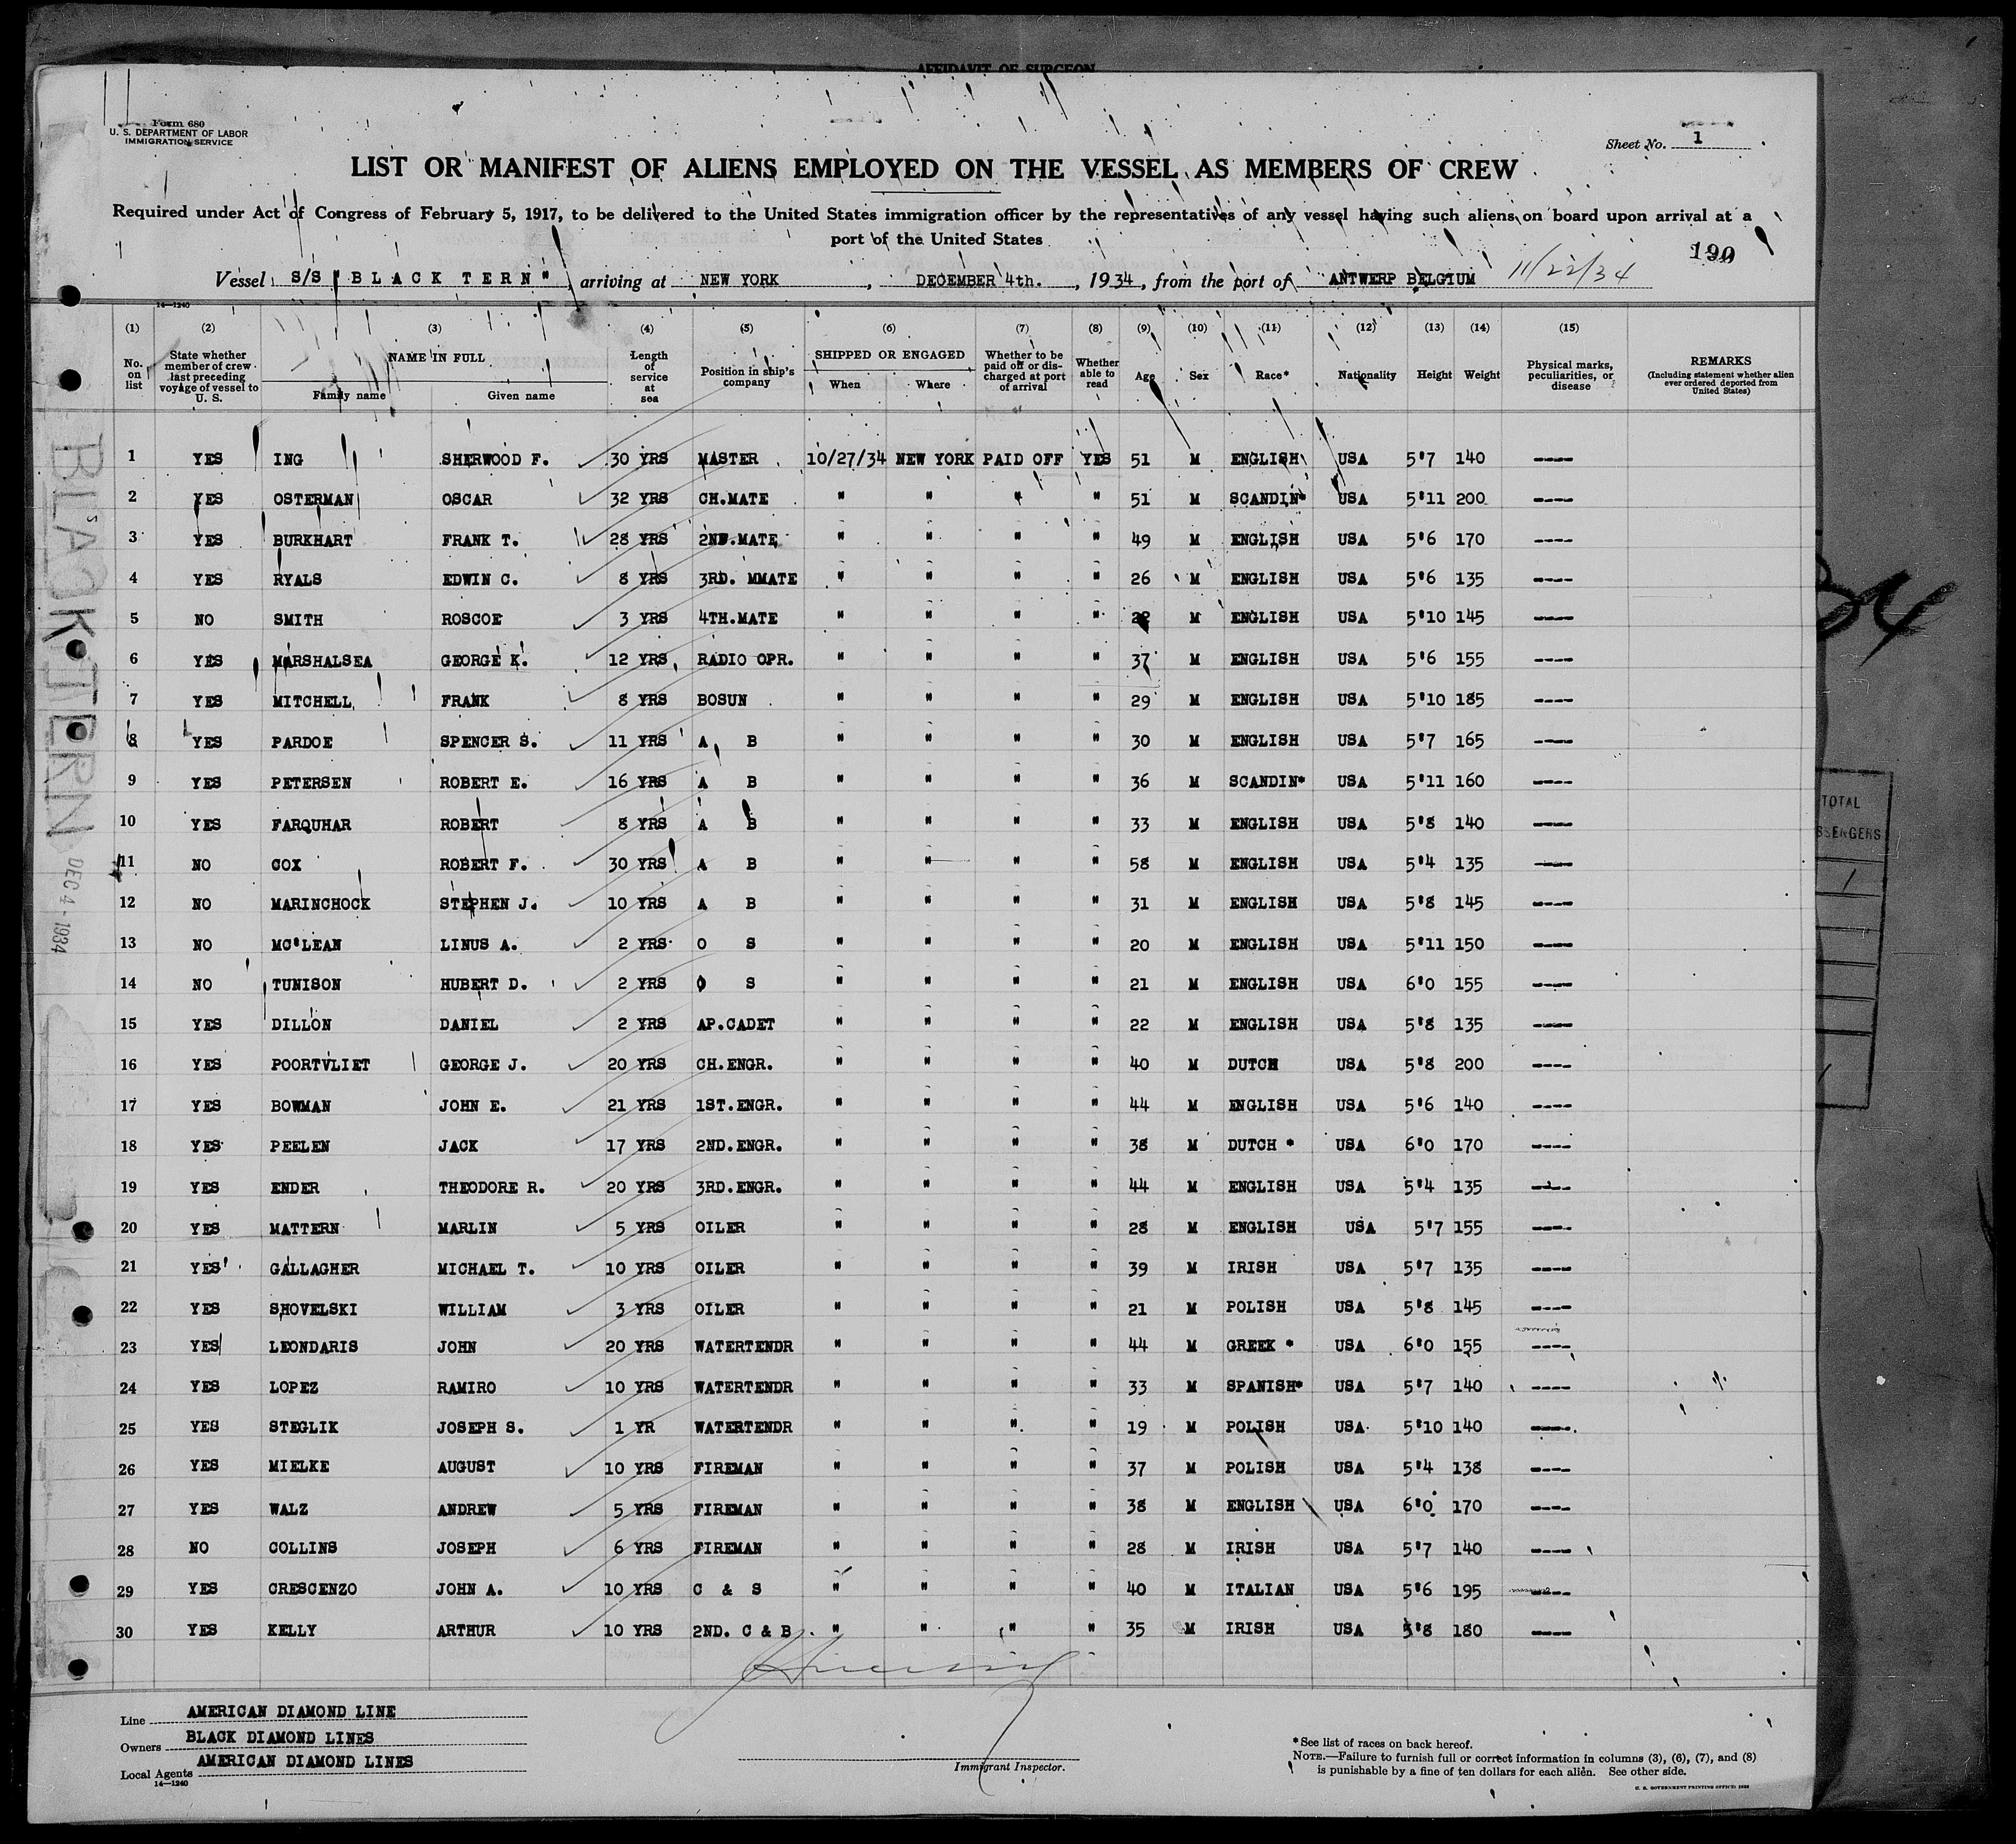 AFFIDAVIT OF SURGEON
Form 680
U. S. DEPARTMENT OF LABOR
IMMIGRATION SERVICE
Sheet No. 1
LIST OR MANIFEST OF ALIENS EMPLOYED ON THE VESSEL AS MEMBERS OF CREW
Required under Act of Congress of February 5, 1917, to be delivered to the United States immigration officer by the representatives of any vessel having such aliens on board upon arrival at a
port of the United States
190
Vessel S/S "BLACK TERN" arriving at NEW YORK, DECEMBER 4th., 1934, from the port of ANTWERP BELGIUM 11/22/34
14—1240
(1) (2) (3) (4) (5) (6) (7) (8) (9) (10) (11) (12) (13) (14) (15)
No. on list State whether member of crew last preceding voyage of vessel to U. S. NAME IN FULL Family name Given name Length of service at sea Position in ship's company SHIPPED OR ENGAGED When Where Whether to be paid off or discharged at port of arrival Whether able to read Age Sex Race* Nationality Height Weight Physical marks, peculiarities, or disease REMARKS (Including statement whether alien ever ordered deported from United States)
1 YES ING SHERWOOD F. 30 YRS MASTER 10/27/34 NEW YORK PAID OFF YES 51 M ENGLISH USA 5'7 140 ----
2 YES OSTERMAN OSCAR 32 YRS CH.MATE " " " " 51 M SCANDIN* USA 5'11 200 ----
3 YES BURKHART FRANK T. 28 YRS 2ND.MATE " " " " 49 M ENGLISH USA 5'6 170 ----
4 YES RYALS EDWIN C. 8 YRS 3RD. MMATE " " " " 26 M ENGLISH USA 5'6 135 ----
5 NO SMITH ROSCOE 3 YRS 4TH.MATE " " " " 22 M ENGLISH USA 5'10 145 ----
6 YES MARSHALSEA GEORGE K. 12 YRS RADIO OPR. " " " " 37 M ENGLISH USA 5'6 155 ----
7 YES MITCHELL FRANK 8 YRS BOSUN " " " " 29 M ENGLISH USA 5'10 185 ----
8 YES PARDOE SPENCER S. 11 YRS A B " " " " 30 M ENGLISH USA 5'7 165 ----
9 YES PETERSEN ROBERT E. 16 YRS A B " " " " 36 M SCANDIN* USA 5'11 160 ----
10 YES FARQUHAR ROBERT 8 YRS A B " " " " 33 M ENGLISH USA 5'8 140 ----
11 NO COX ROBERT F. 30 YRS A B " " " " 58 M ENGLISH USA 5'4 135 ----
12 NO MARINCHOCK STEPHEN J. 10 YRS A B " " " " 31 M ENGLISH USA 5'8 145 ----
13 NO MC'LEAN LINUS A. 2 YRS O S " " " " 20 M ENGLISH USA 5'11 150 ----
14 NO TUNISON HUBERT D. 2 YRS O S " " " " 21 M ENGLISH USA 6'0 155 ----
15 YES DILLON DANIEL 2 YRS AP.CADET " " " " 22 M ENGLISH USA 5'8 135 ----
16 YES POORTVLIET GEORGE J. 20 YRS CH.ENGR. " " " " 40 M DUTCH USA 5'8 200 ----
17 YES BOWMAN JOHN E. 21 YRS 1ST.ENGR. " " " " 44 M ENGLISH USA 5'6 140 ----
18 YES PEELEN JACK 17 YRS 2ND.ENGR. " " " " 38 M DUTCH * USA 6'0 170 ----
19 YES ENDER THEODORE R. 20 YRS 3RD.ENGR. " " " " 44 M ENGLISH USA 5'4 135 ----
20 YES MATTERN MARLIN 5 YRS OILER " " " " 28 M ENGLISH USA 5'7 155 ----
21 YES GALLAGHER MICHAEL T. 10 YRS OILER " " " " 39 M IRISH USA 5'7 135 ----
22 YES SHOVELSKI WILLIAM 3 YRS OILER " " " " 21 M POLISH USA 5'8 145 ----
23 YES LEONDARIS JOHN 20 YRS WATERTENDR " " " " 44 M GREEK * USA 6'0 155 ----
24 YES LOPEZ RAMIRO 10 YRS WATERTENDR " " " " 33 M SPANISH* USA 5'7 140 ----
25 YES STEGLIK JOSEPH S. 1 YR WATERTENDR " " " " 19 M POLISH USA 5'10 140 ----
26 YES MIELKE AUGUST 10 YRS FIREMAN " " " " 37 M POLISH USA 5'4 138 ----
27 YES WALZ ANDREW 5 YRS FIREMAN " " " " 38 M ENGLISH USA 6'0 170 ----
28 NO COLLINS JOSEPH 6 YRS FIREMAN " " " " 28 M IRISH USA 5'7 140 ----
29 YES CRESCENZO JOHN A. 10 YRS C & S " " " " 40 M ITALIAN USA 5'6 195 ----
30 YES KELLY ARTHUR 10 YRS 2ND. C & B " " " " 35 M IRISH USA 5'8 180 ----
Line AMERICAN DIAMOND LINE
Owners BLACK DIAMOND LINES
Local Agents AMERICAN DIAMOND LINES
14—1240
Immigrant Inspector.
*See list of races on back hereof.
NOTE.—Failure to furnish full or correct information in columns (3), (6), (7), and (8)
is punishable by a fine of ten dollars for each alien. See other side.
BLACK TERN
DEC 4 - 1934
TOTAL